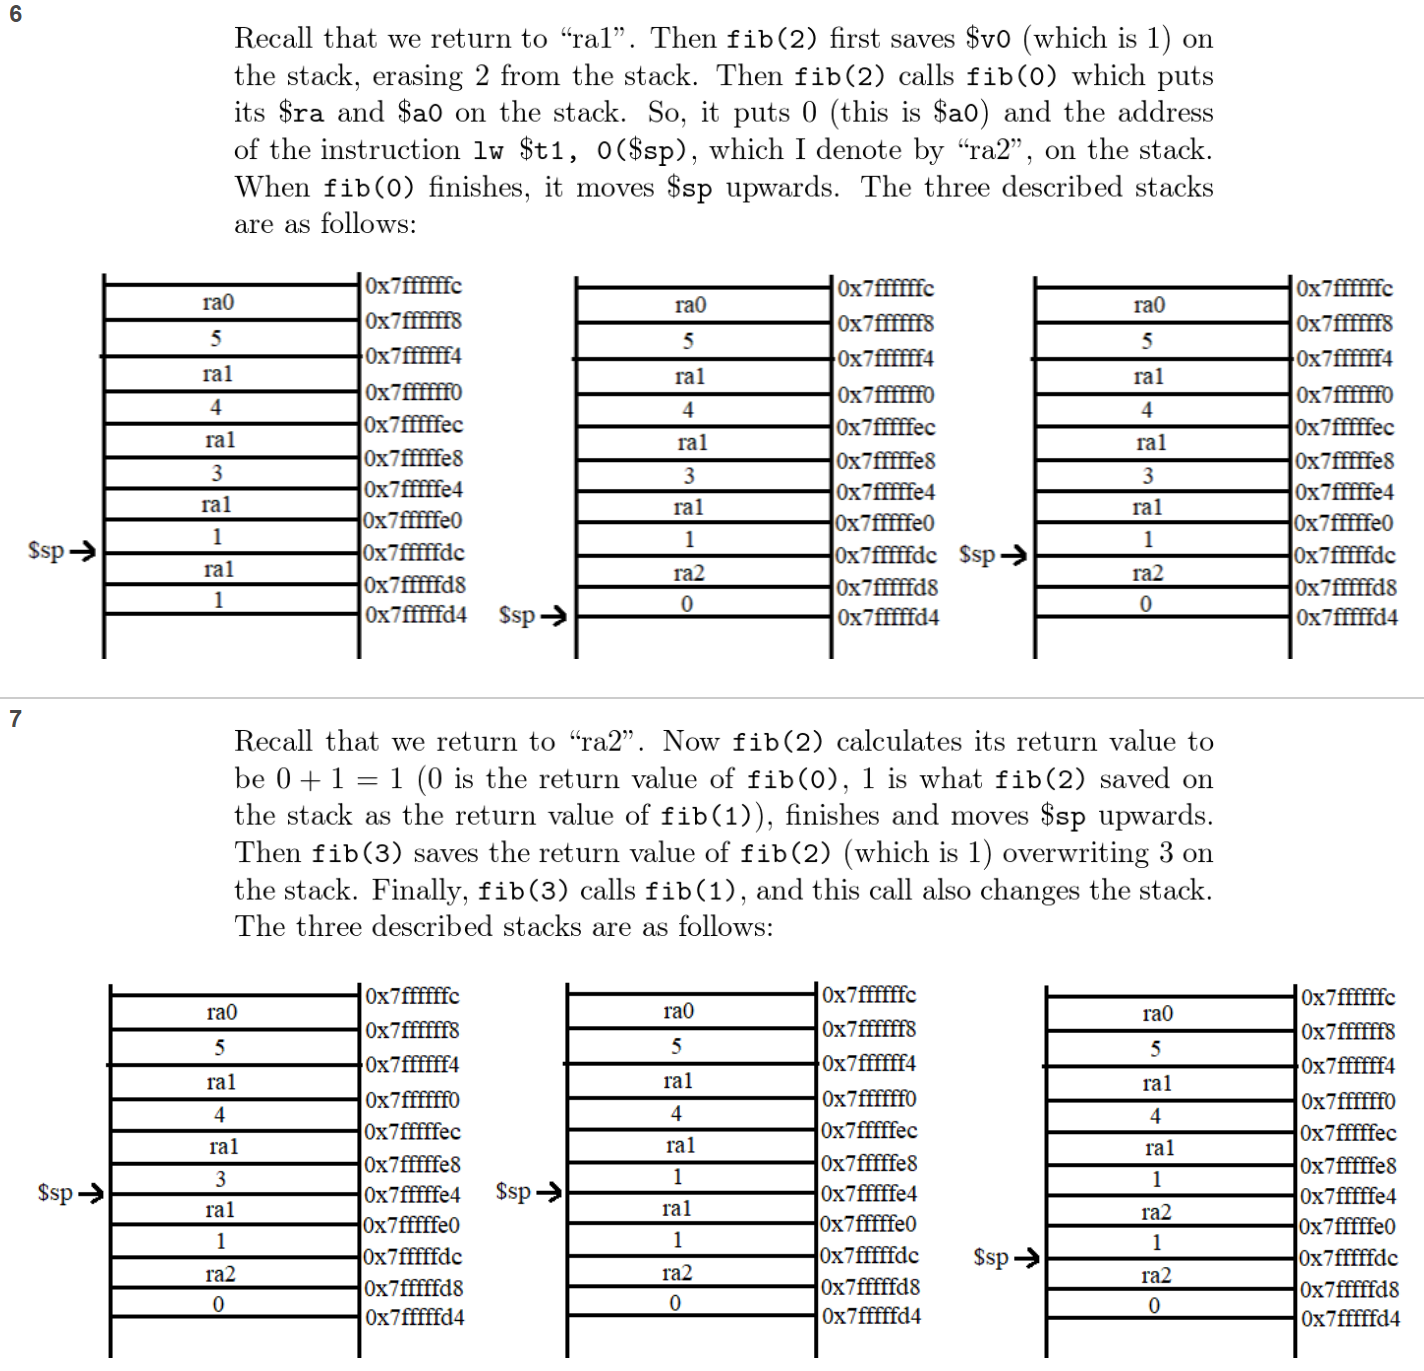 6
Recall that we return to “ra1”. Then fib(2) first saves $v0 (which is 1) on
the stack, erasing 2 from the stack. Then fib(2) calls fib(0) which puts
its $ra and $a0 on the stack. So, it puts 0 (this is $a0) and the address
of the instruction lw $t1, 0($sp), which I denote by “ra2”, on the stack.
When fib(0) finishes, it moves $sp upwards. The three described stacks
are as follows:
0x7ffffffc
ra0
0x7ffffff8
5
0x7ffffff4
ra1
0x7ffffff0
4
0x7fffffec
ra1
0x7fffffe8
3
0x7fffffe4
ra1
0x7fffffe0
1
$sp
0x7fffffdc
ra1
0x7fffffd8
1
0x7fffffd4
0x7ffffffc
ra0
0x7ffffff8
5
0x7ffffff4
ra1
0x7ffffff0
4
0x7fffffec
ra1
0x7fffffe8
3
0x7fffffe4
ra1
0x7fffffe0
1
0x7fffffdc
ra2
0x7fffffd8
0
$sp
0x7fffffd4
0x7ffffffc
ra0
0x7ffffff8
5
0x7ffffff4
ra1
0x7ffffff0
4
0x7fffffec
ra1
0x7fffffe8
3
0x7fffffe4
ra1
0x7fffffe0
1
$sp
0x7fffffdc
ra2
0x7fffffd8
0
0x7fffffd4
7
Recall that we return to “ra2”. Now fib(2) calculates its return value to
be 0 + 1 = 1 (0 is the return value of fib(0), 1 is what fib(2) saved on
the stack as the return value of fib(1)), finishes and moves $sp upwards.
Then fib(3) saves the return value of fib(2) (which is 1) overwriting 3 on
the stack. Finally, fib(3) calls fib(1), and this call also changes the stack.
The three described stacks are as follows:
0x7ffffffc
ra0
0x7ffffff8
5
0x7ffffff4
ra1
0x7ffffff0
4
0x7fffffec
ra1
0x7fffffe8
3
$sp
0x7fffffe4
ra1
0x7fffffe0
1
0x7fffffdc
ra2
0x7fffffd8
0
0x7fffffd4
0x7ffffffc
ra0
0x7ffffff8
5
0x7ffffff4
ra1
0x7ffffff0
4
0x7fffffec
ra1
0x7fffffe8
1
$sp
0x7fffffe4
ra1
0x7fffffe0
1
0x7fffffdc
ra2
0x7fffffd8
0
0x7fffffd4
0x7ffffffc
ra0
0x7ffffff8
5
0x7ffffff4
ra1
0x7ffffff0
4
0x7fffffec
ra1
0x7fffffe8
1
0x7fffffe4
ra2
0x7fffffe0
1
$sp
0x7fffffdc
ra2
0x7fffffd8
0
0x7fffffd4